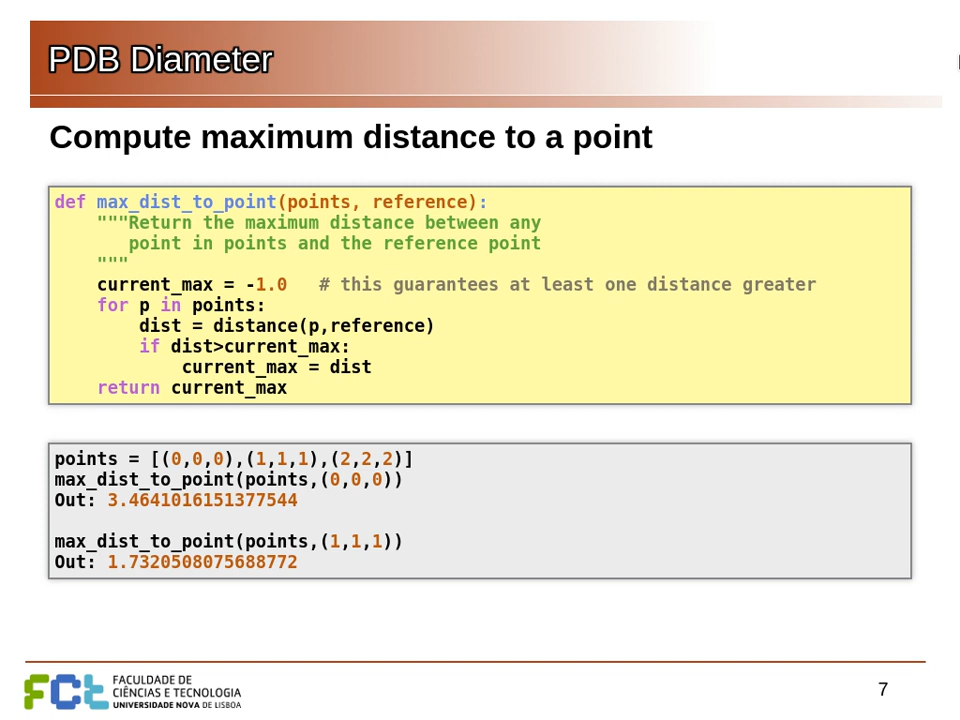 PDB Diameter
Compute maximum distance to a point
def max_dist_to_point(points, reference):
    """Return the maximum distance between any
       point in points and the reference point
    """
    current_max = -1.0   # this guarantees at least one distance greater
    for p in points:
        dist = distance(p,reference)
        if dist>current_max:
            current_max = dist
    return current_max
points = [(0,0,0),(1,1,1),(2,2,2)]
max_dist_to_point(points,(0,0,0))
Out: 3.4641016151377544
max_dist_to_point(points,(1,1,1))
Out: 1.7320508075688772
FCt
FACULDADE DE
CIÊNCIAS E TECNOLOGIA
UNIVERSIDADE NOVA DE LISBOA
7